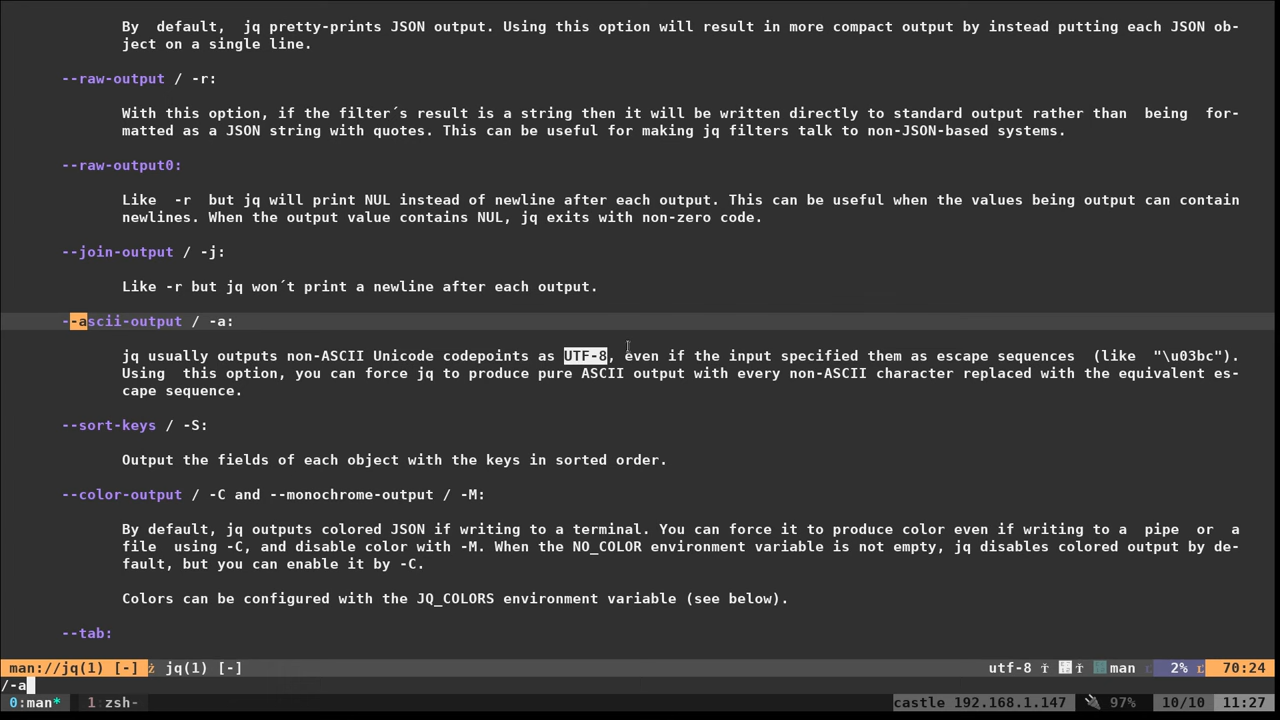 By  default,  jq pretty-prints JSON output. Using this option will result in more compact output by instead putting each JSON ob-
ject on a single line.
--raw-output / -r:
With this option, if the filter´s result is a string then it will be written directly to standard output rather than  being  for-
matted as a JSON string with quotes. This can be useful for making jq filters talk to non-JSON-based systems.
--raw-output0:
Like  -r  but jq will print NUL instead of newline after each output. This can be useful when the values being output can contain
newlines. When the output value contains NUL, jq exits with non-zero code.
--join-output / -j:
Like -r but jq won´t print a newline after each output.
--ascii-output / -a:
jq usually outputs non-ASCII Unicode codepoints as UTF-8, even if the input specified them as escape sequences  (like  "\u03bc").
Using  this option, you can force jq to produce pure ASCII output with every non-ASCII character replaced with the equivalent es-
cape sequence.
--sort-keys / -S:
Output the fields of each object with the keys in sorted order.
--color-output / -C and --monochrome-output / -M:
By default, jq outputs colored JSON if writing to a terminal. You can force it to produce color even if writing to a  pipe  or  a
file  using -C, and disable color with -M. When the NO_COLOR environment variable is not empty, jq disables colored output by de-
fault, but you can enable it by -C.
Colors can be configured with the JQ_COLORS environment variable (see below).
--tab:
man://jq(1) [-] jq(1) [-] utf-8 man 2% 70:24
/-a
0:man* 1:zsh- castle 192.168.1.147 97% 10/10 11:27